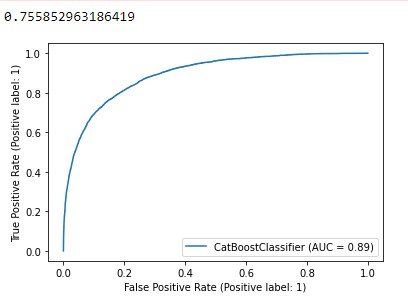 0.755852963186419
1.0
0.8
0.6
0.4
0.2
0.0
True Positive Rate (Positive label: 1)
CatBoostClassifier (AUC = 0.89)
0.0 0.2 0.4 0.6 0.8 1.0
False Positive Rate (Positive label: 1)